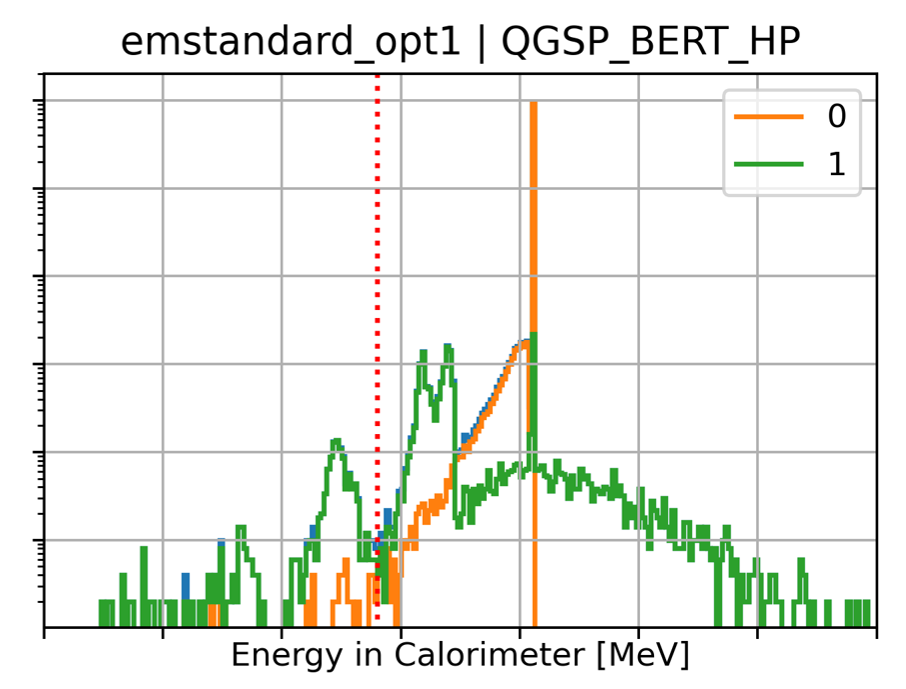 emstandard_opt1 | QGSP_BERT_HP
0
1
Energy in Calorimeter [MeV]